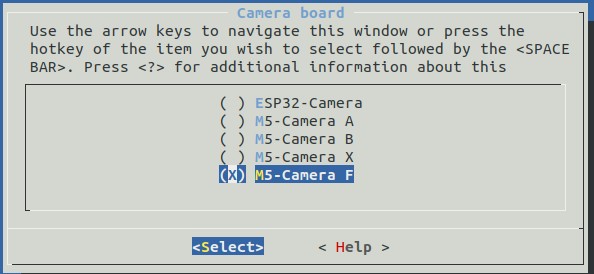 Camera board
Use the arrow keys to navigate this window or press the
hotkey of the item you wish to select followed by the <SPACE
BAR>. Press <?> for additional information about this
( ) ESP32-Camera
( ) M5-Camera A
( ) M5-Camera B
( ) M5-Camera X
(X) M5-Camera F
<Select> < Help >